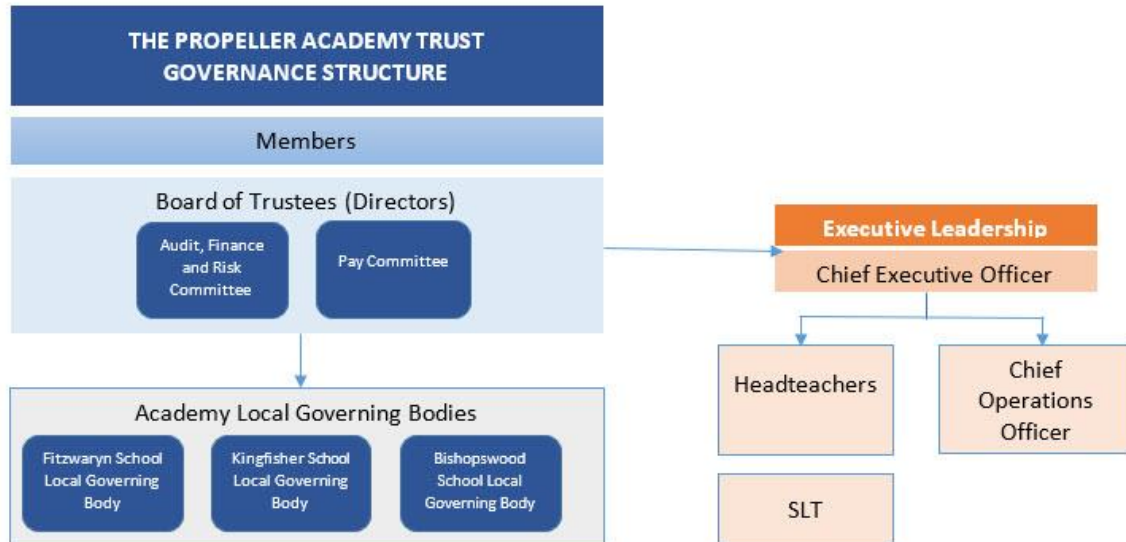 THE PROPELLER ACADEMY TRUST
GOVERNANCE STRUCTURE
Members
Board of Trustees (Directors)
Audit, Finance
and Risk
Committee
Pay Committee
Executive Leadership
Chief Executive Officer
Headteachers
Chief
Operations
Officer
SLT
Academy Local Governing Bodies
Fitzwaryn School
Local Governing
Body
Kingfisher School
Local Governing
Body
Bishopswood
School Local
Governing Body